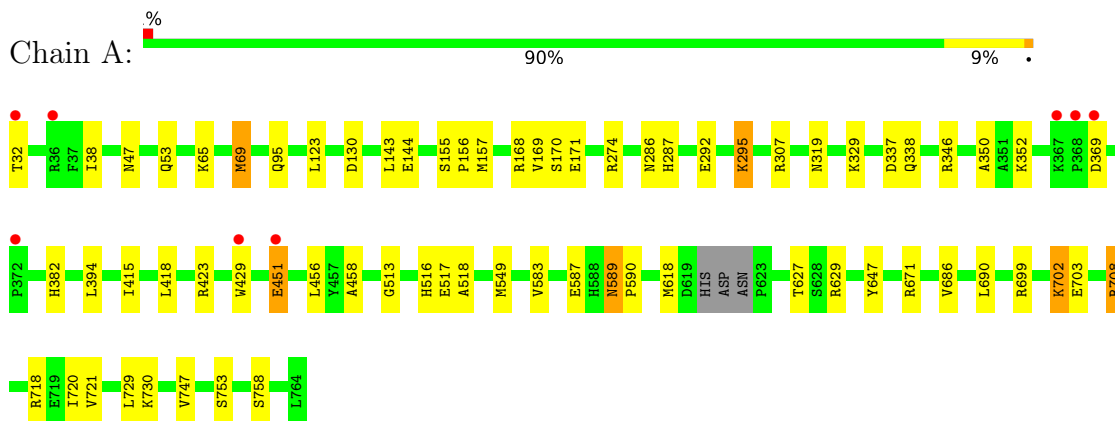 .%
Chain A:
90% 9% •
T32 R36 F37 I38 N47 Q53 K65 M69 Q95 L123 D130 L143 E144 S155 P156 M157 R168 V169 S170 E171 R274 N286 H287 E292 K295 R307 N319 K329 D337 Q338 R346 A350 A351 K352 K367 P368 D369
P372 H382 L394 I415 L418 R423 W429 E451 L456 Y457 A458 G513 H516 E517 A518 M549 V583 E587 H588 N589 P590 M618 D619 HIS ASP ASN P623 T627 S628 R629 Y647 R671 V686 L690 R699 K702 E703
R718 E719 I720 V721 L729 K730 V747 S753 S758 L764